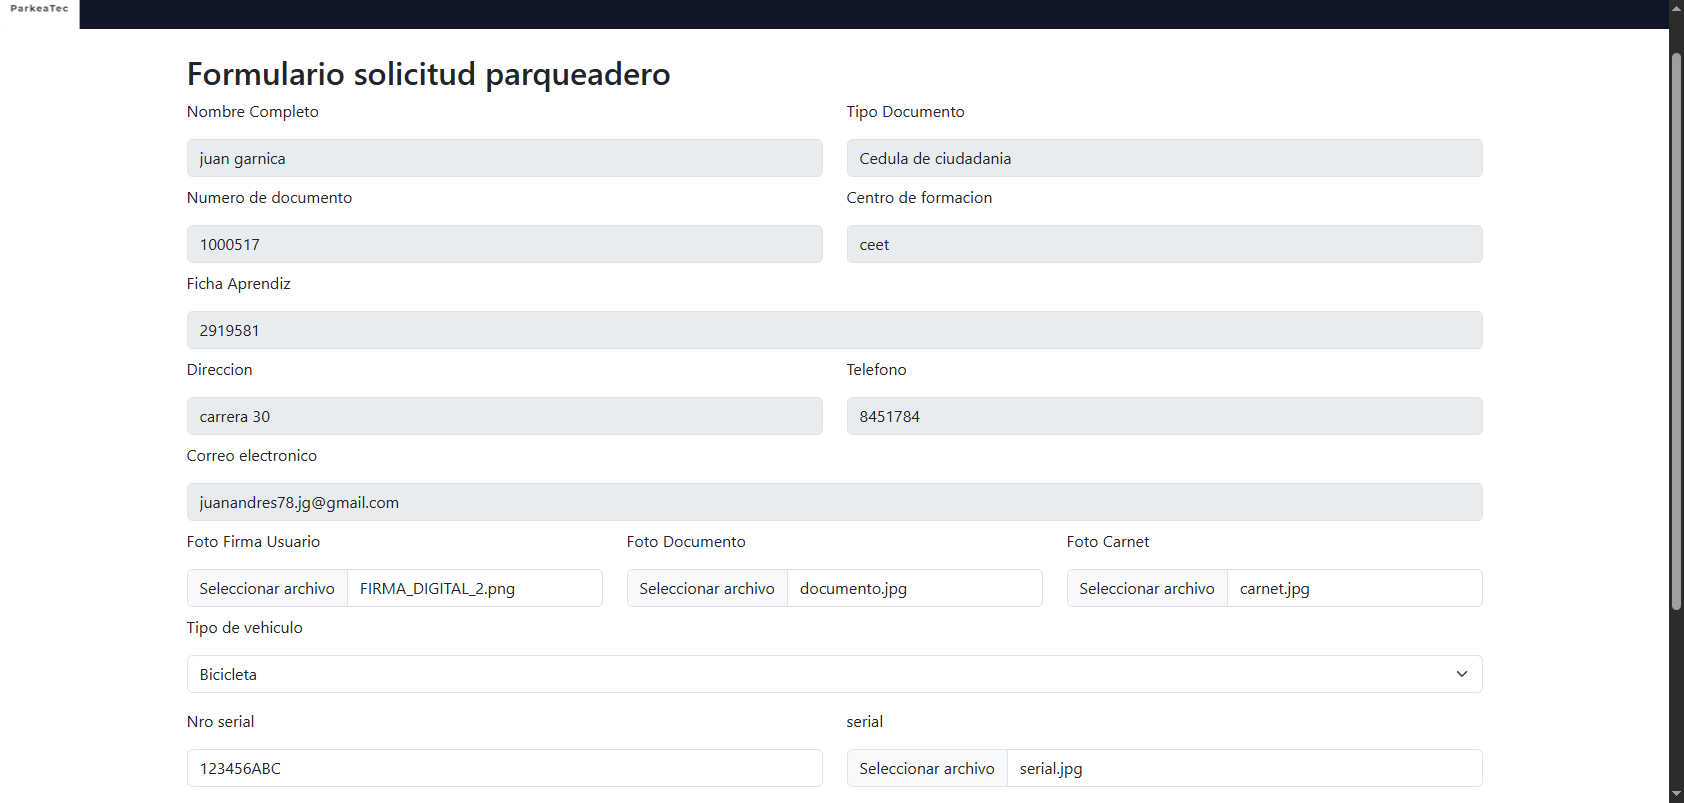 ParkeaTec
Formulario solicitud parqueadero
Nombre Completo
Tipo Documento
juan garnica
Cedula de ciudadania
Numero de documento
Centro de formacion
1000517
ceet
Ficha Aprendiz
2919581
Direccion
Telefono
carrera 30
8451784
Correo electronico
juanandres78.jg@gmail.com
Foto Firma Usuario
Foto Documento
Foto Carnet
Seleccionar archivo FIRMA_DIGITAL_2.png
Seleccionar archivo documento.jpg
Seleccionar archivo carnet.jpg
Tipo de vehiculo
Bicicleta
Nro serial
serial
123456ABC
Seleccionar archivo serial.jpg